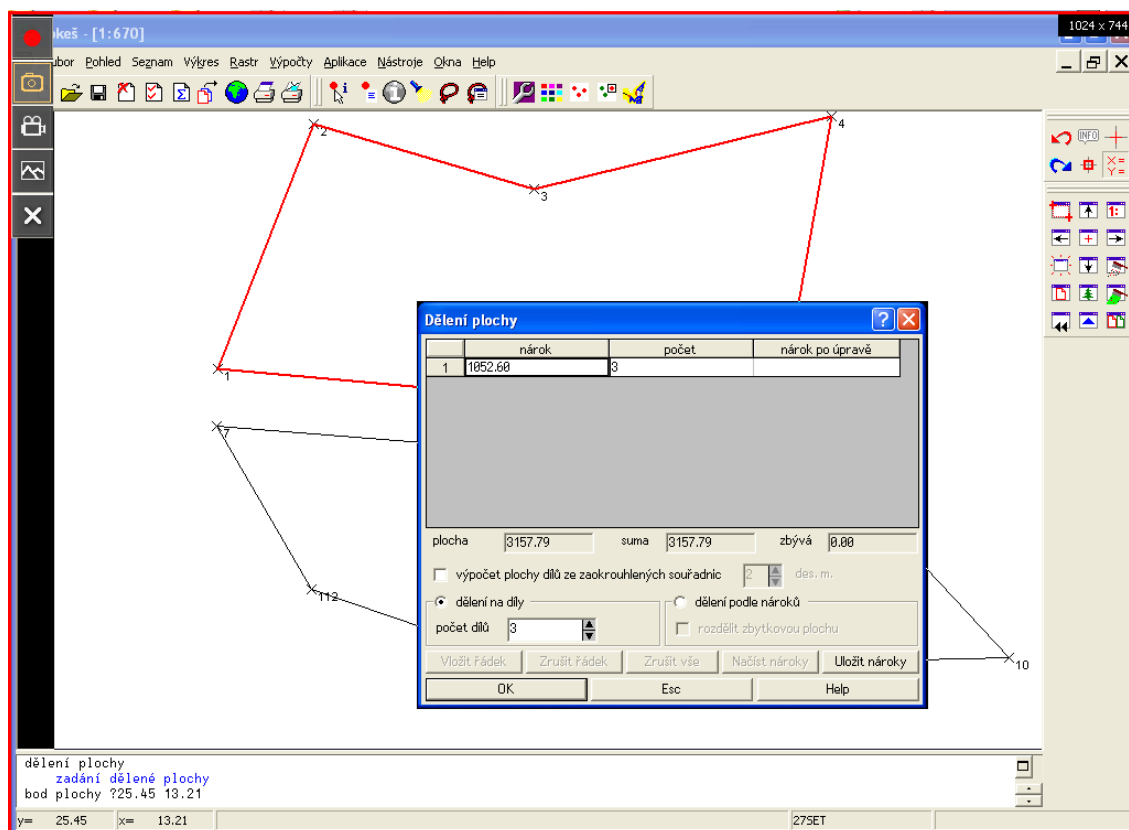 1024 x 744
okeš - [1:670]
bor Pohled Seznam Výkres Rastr Výpočty Aplikace Nástroje Okna Help
INFO
X=
Y=
1:
2
4
3
1
7
112
10
Dělení plochy
nárok počet nárok po úpravě
1 1052.60 3
plocha 3157.79 suma 3157.79 zbývá 0.00
výpočet plochy dílů ze zaokrouhlených souřadnic 2 des. m.
dělení na díly dělení podle nároků
počet dílů 3 rozdělit zbytkovou plochu
Vložit řádek Zrušit řádek Zrušit vše Načíst nároky Uložit nároky
OK Esc Help
dělení plochy
zadání dělené plochy
bod plochy ?25.45 13.21
y= 25.45 x= 13.21 27SET